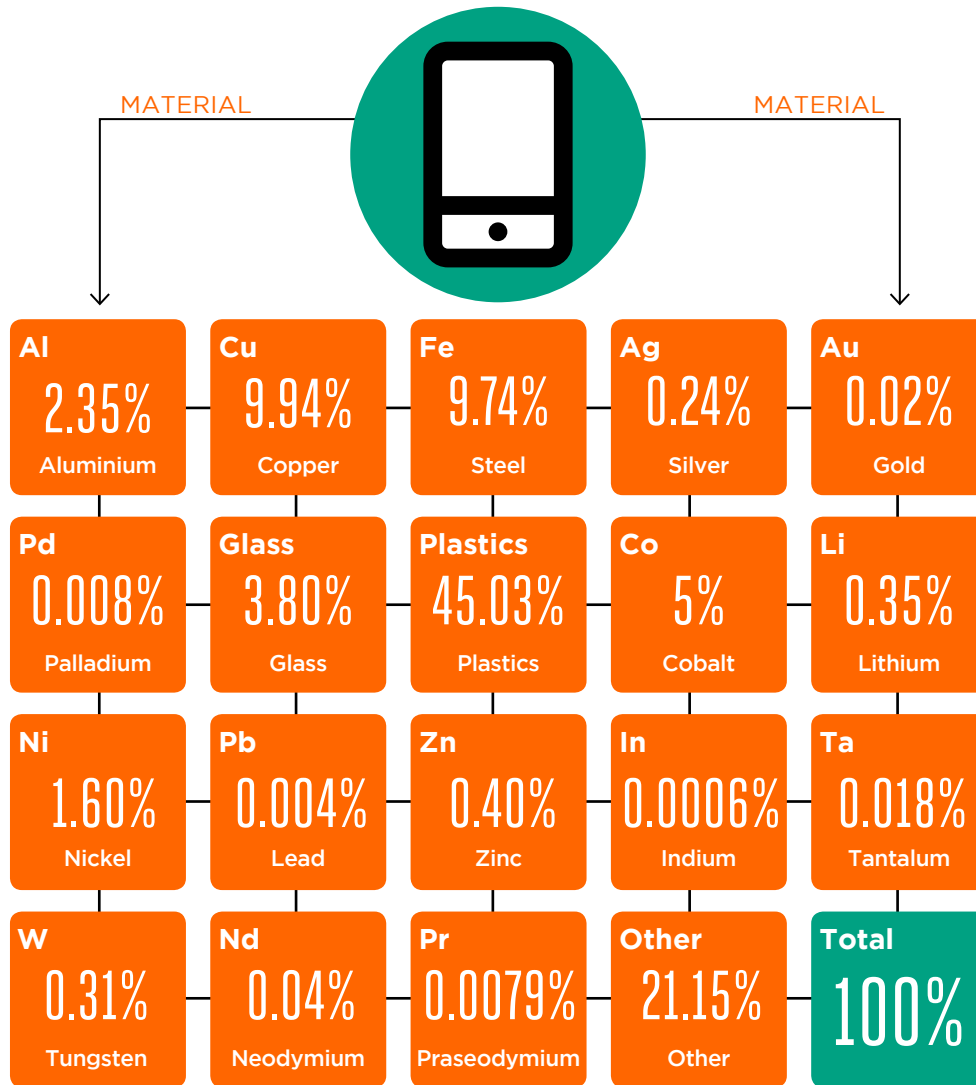 MATERIAL
MATERIAL
Al
2.35%
Aluminium
Cu
9.94%
Copper
Fe
9.74%
Steel
Ag
0.24%
Silver
Au
0.02%
Gold
Pd
0.008%
Palladium
Glass
3.80%
Glass
Plastics
45.03%
Plastics
Co
5%
Cobalt
Li
0.35%
Lithium
Ni
1.60%
Nickel
Pb
0.004%
Lead
Zn
0.40%
Zinc
In
0.0006%
Indium
Ta
0.018%
Tantalum
W
0.31%
Tungsten
Nd
0.04%
Neodymium
Pr
0.0079%
Praseodymium
Other
21.15%
Other
Total
100%